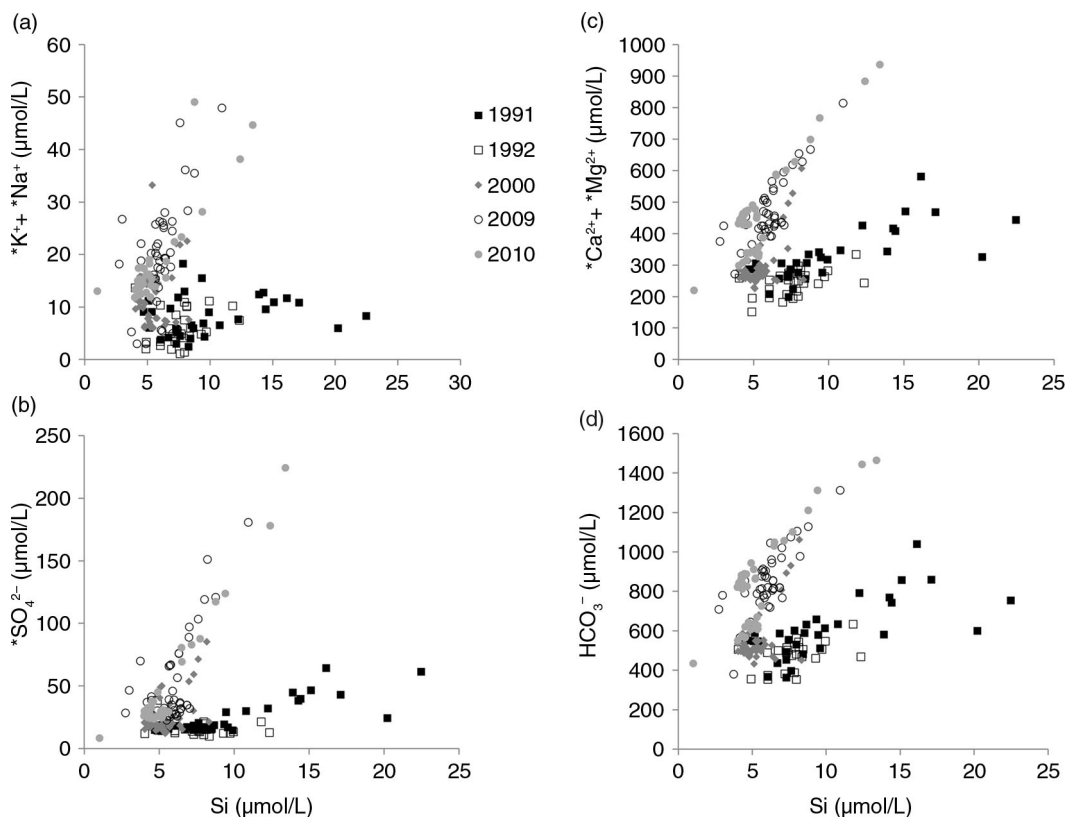 (a)
*K⁺+ *Na⁺ (µmol/L)
60
50
40
30
20
10
0
0 5 10 15 20 25 30
1991
1992
2000
2009
2010
(c)
*Ca²⁺+ *Mg²⁺ (µmol/L)
1000
900
800
700
600
500
400
300
200
100
0
0 5 10 15 20 25
(b)
*SO₄²⁻ (µmol/L)
250
200
150
100
50
0
0 5 10 15 20 25
Si (µmol/L)
(d)
HCO₃⁻ (µmol/L)
1600
1400
1200
1000
800
600
400
200
0
0 5 10 15 20 25
Si (µmol/L)